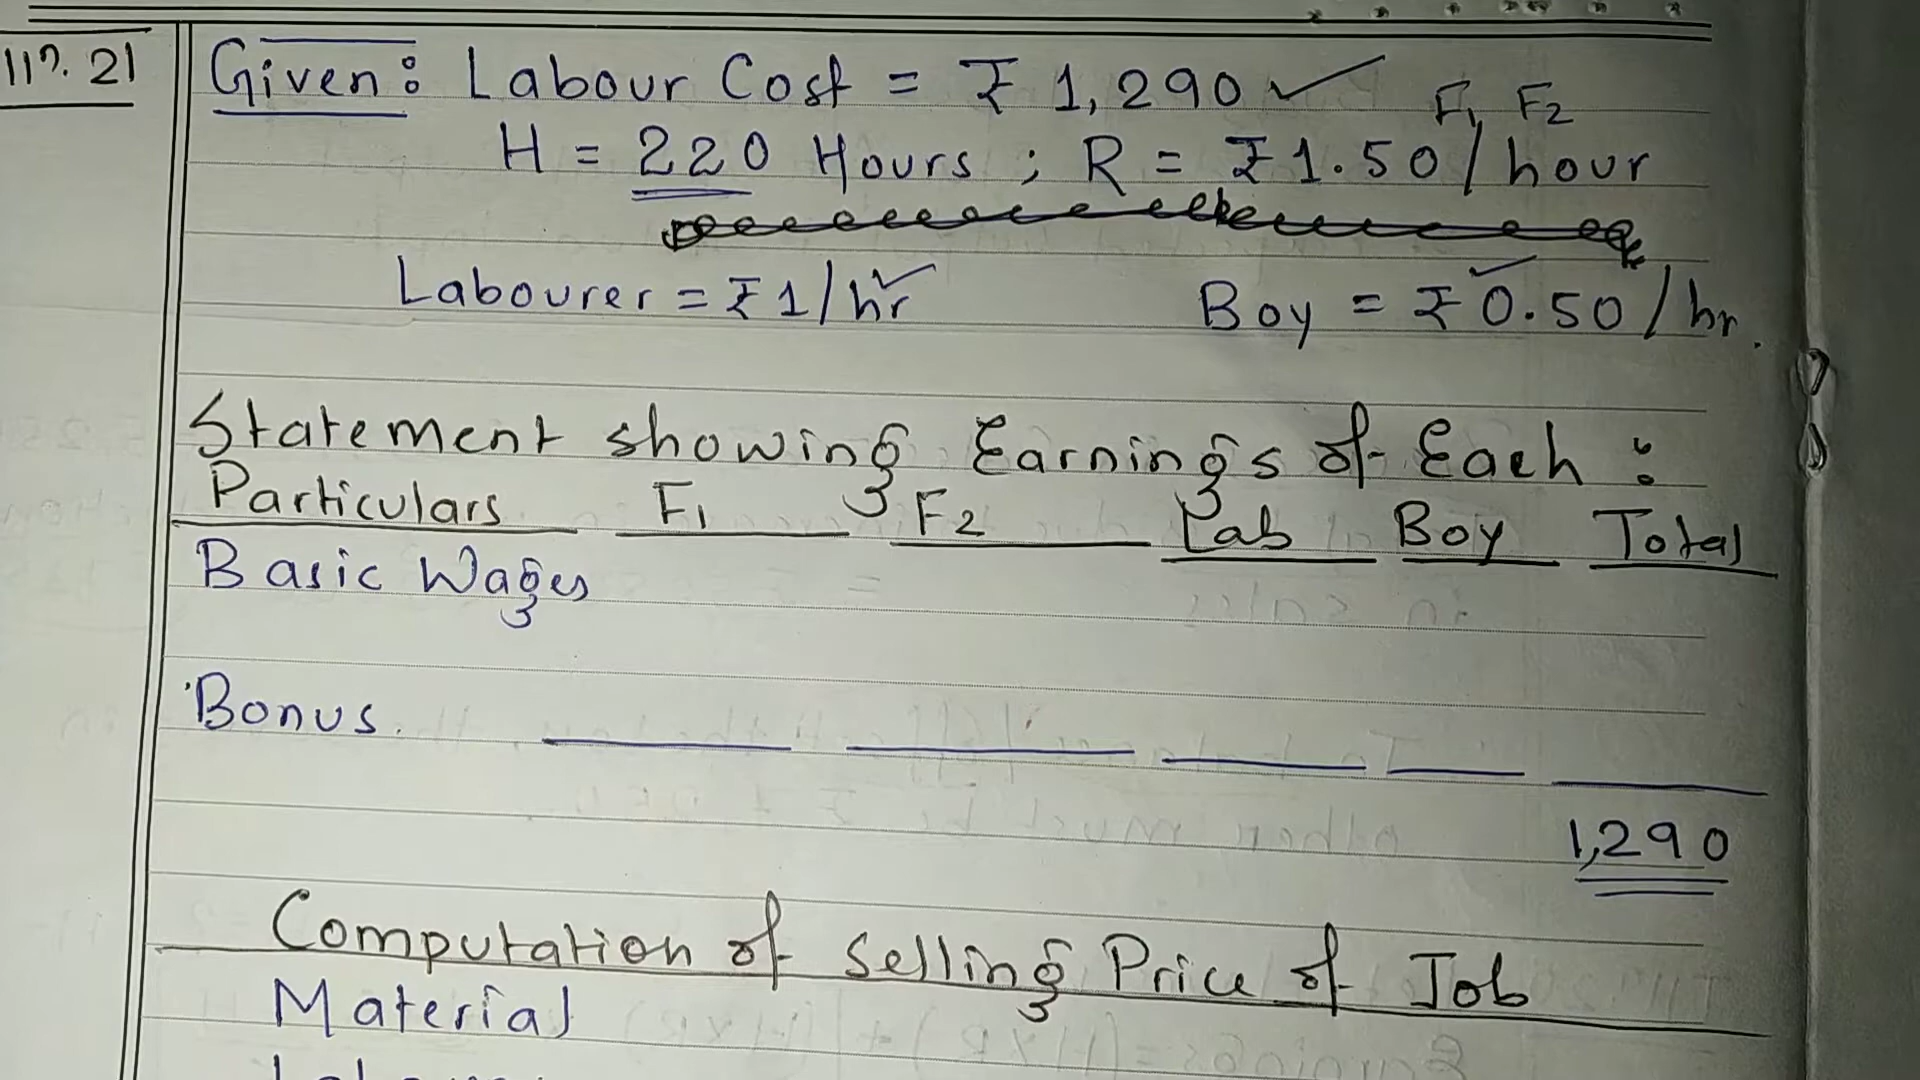 117. 21
Given: Labour Cost = ₹ 1,290 ✓
F1, F2
H = 220 Hours ; R = ₹1.50/hour
Labourer = ₹1/hr
Boy = ₹0.50/hr.
Statement showing Earnings of Each :
Particulars F1 F2 Lab Boy Total
Basic Wages
Bonus.
1,290
Computation of Selling Price of Job
Material